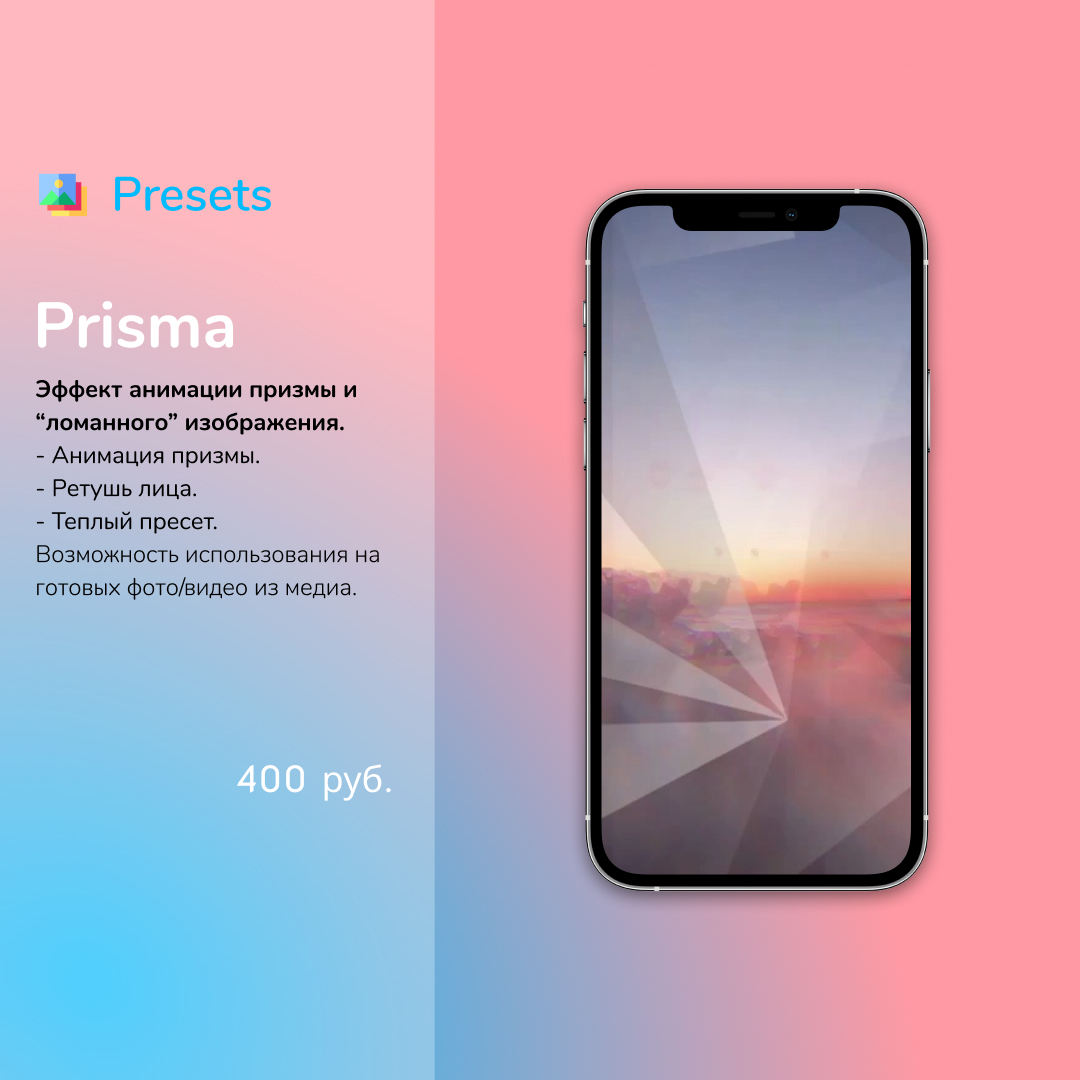 Presets
Prisma
Эффект анимации призмы и
“ломанного” изображения.
- Анимация призмы.
- Ретушь лица.
- Теплый пресет.
Возможность использования на
готовых фото/видео из медиа.
400 руб.